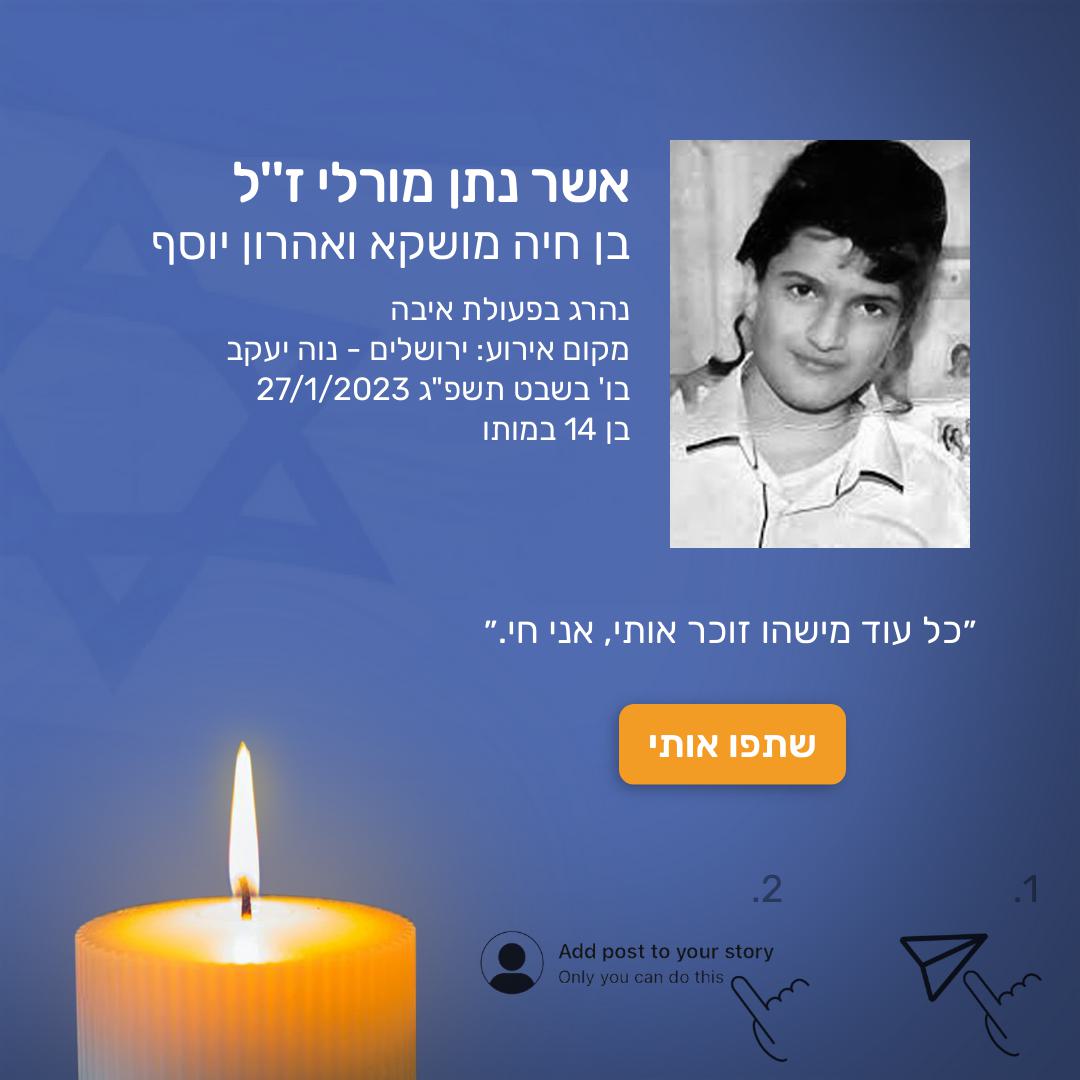 אשר נתן מורלי ז"ל
בן חיה מושקא ואהרון יוסף
נהרג בפעולת איבה
מקום אירוע: ירושלים - נוה יעקב
בו' בשבט תשפ"ג 27/1/2023
בן 14 במותו
״כל עוד מישהו זוכר אותי, אני חי.״
שתפו אותי
1.
2.
Add post to your story
Only you can do this